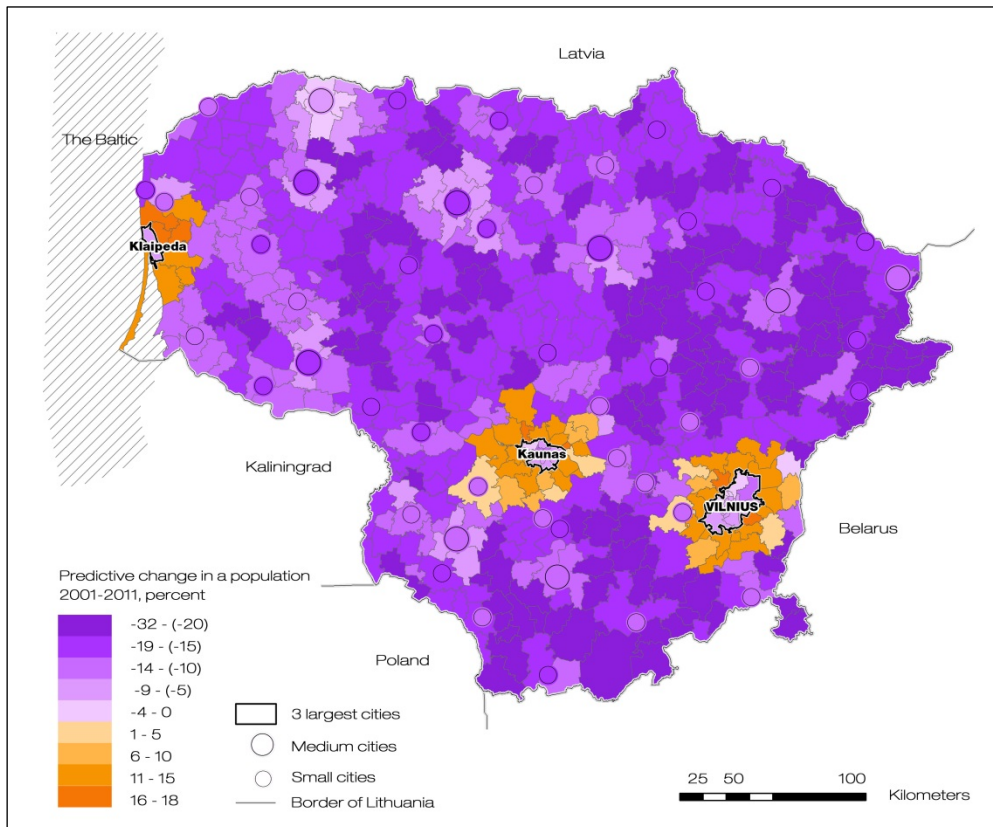 Latvia
The Baltic
Klaipeda
Kaunas
VILNIUS
Kaliningrad
Belarus
Poland
Predictive change in a population
2001-2011, percent
-32 - (-20)
-19 - (-15)
-14 - (-10)
-9 - (-5)
-4 - 0
1 - 5
6 - 10
11 - 15
16 - 18
3 largest cities
Medium cities
Small cities
Border of Lithuania
25 50 100
Kilometers